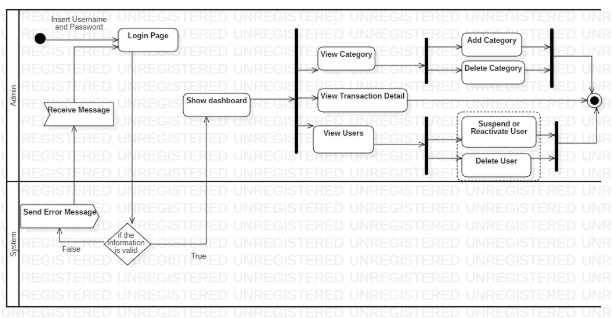 Insert Username
and Password
Login Page
Admin
Receive Message
Show dashboard
View Category
Add Category
Delete Category
View Transaction Detail
View Users
Suspend or
Reactivate User
Delete User
System
Send Error Message
if the
information
is valid
False
True
UNREGISTERED